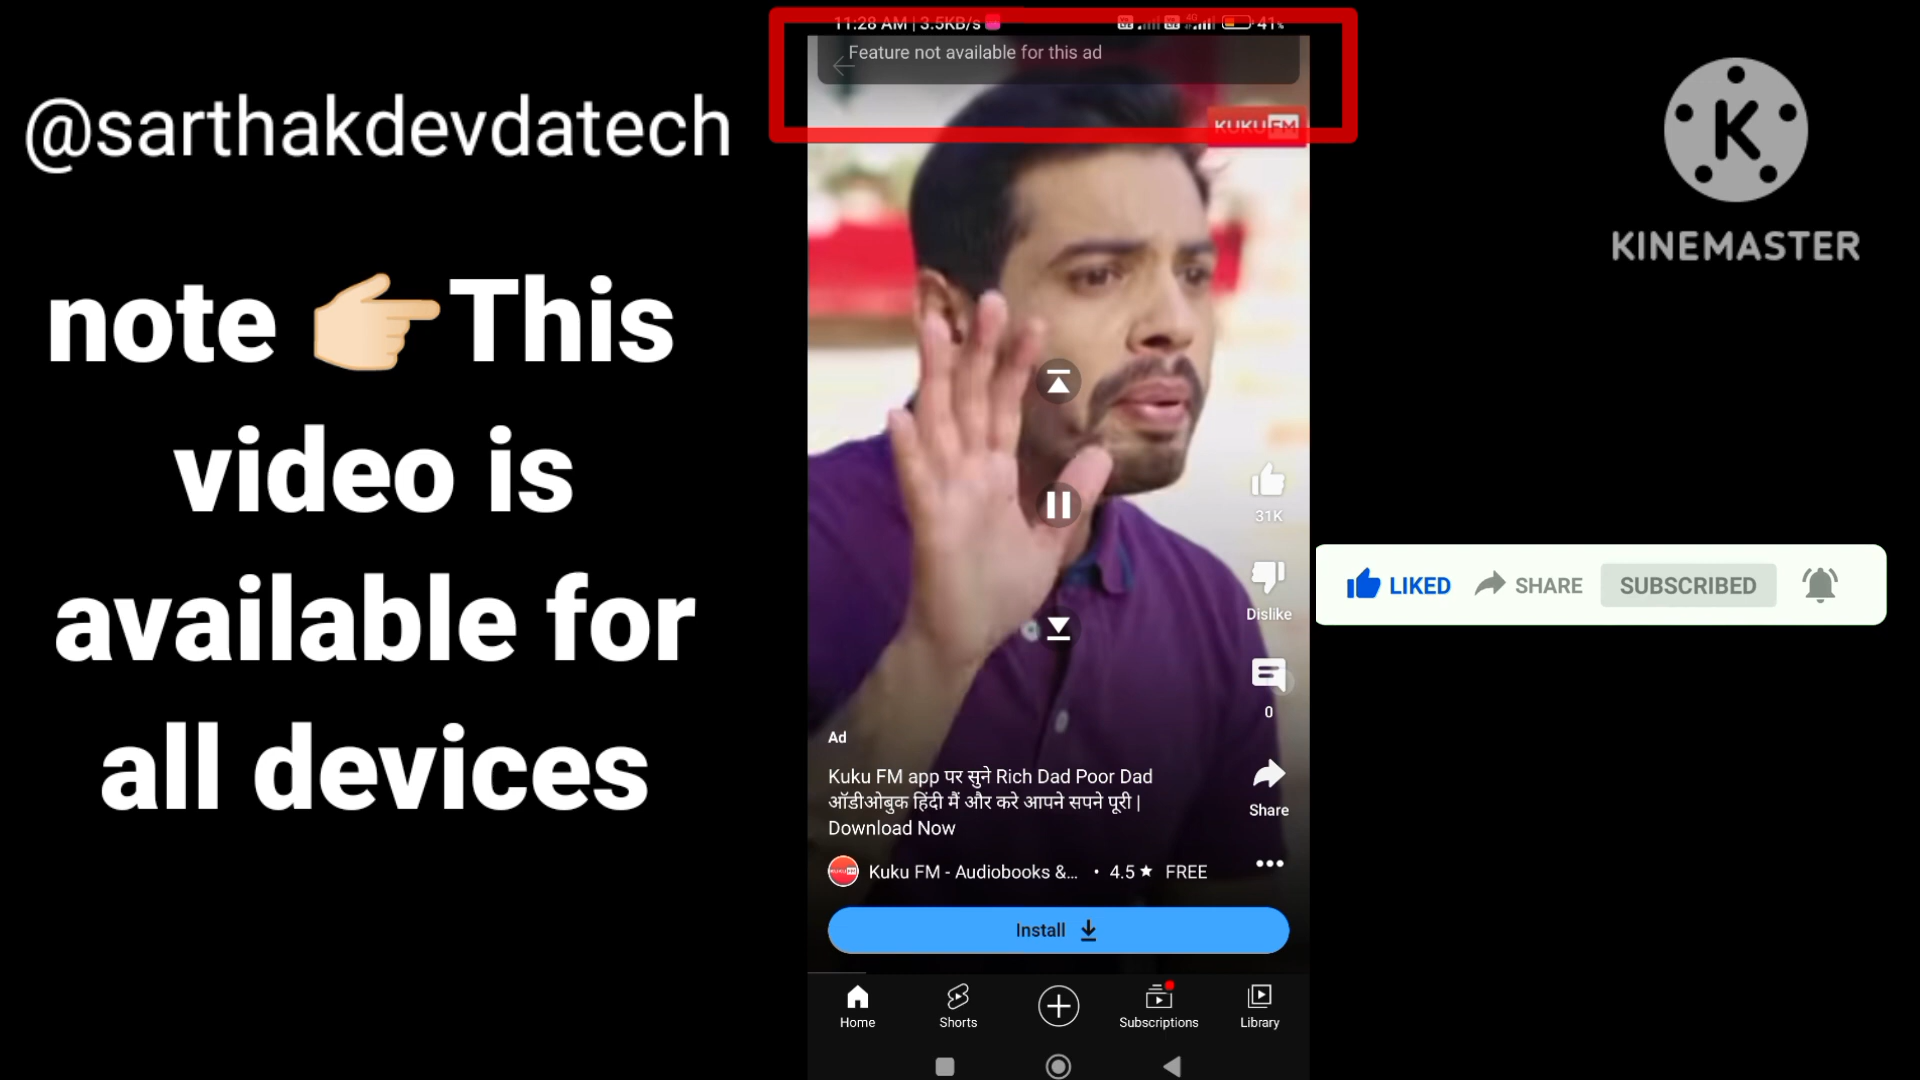 @sarthakdevdatech
note 👉🏻This
video is
available for
all devices
11:28 AM | 3.5KB/s
41%
Feature not available for this ad
KUKU FM
31K
Dislike
0
Share
Ad
Kuku FM app पर सुने Rich Dad Poor Dad
ऑडीओबुक हिंदी मैं और करे आपने सपने पूरी |
Download Now
Kuku FM - Audiobooks &... • 4.5 ★ FREE
Install
Home
Shorts
Subscriptions
Library
K
KINEMASTER
LIKED
SHARE
SUBSCRIBED